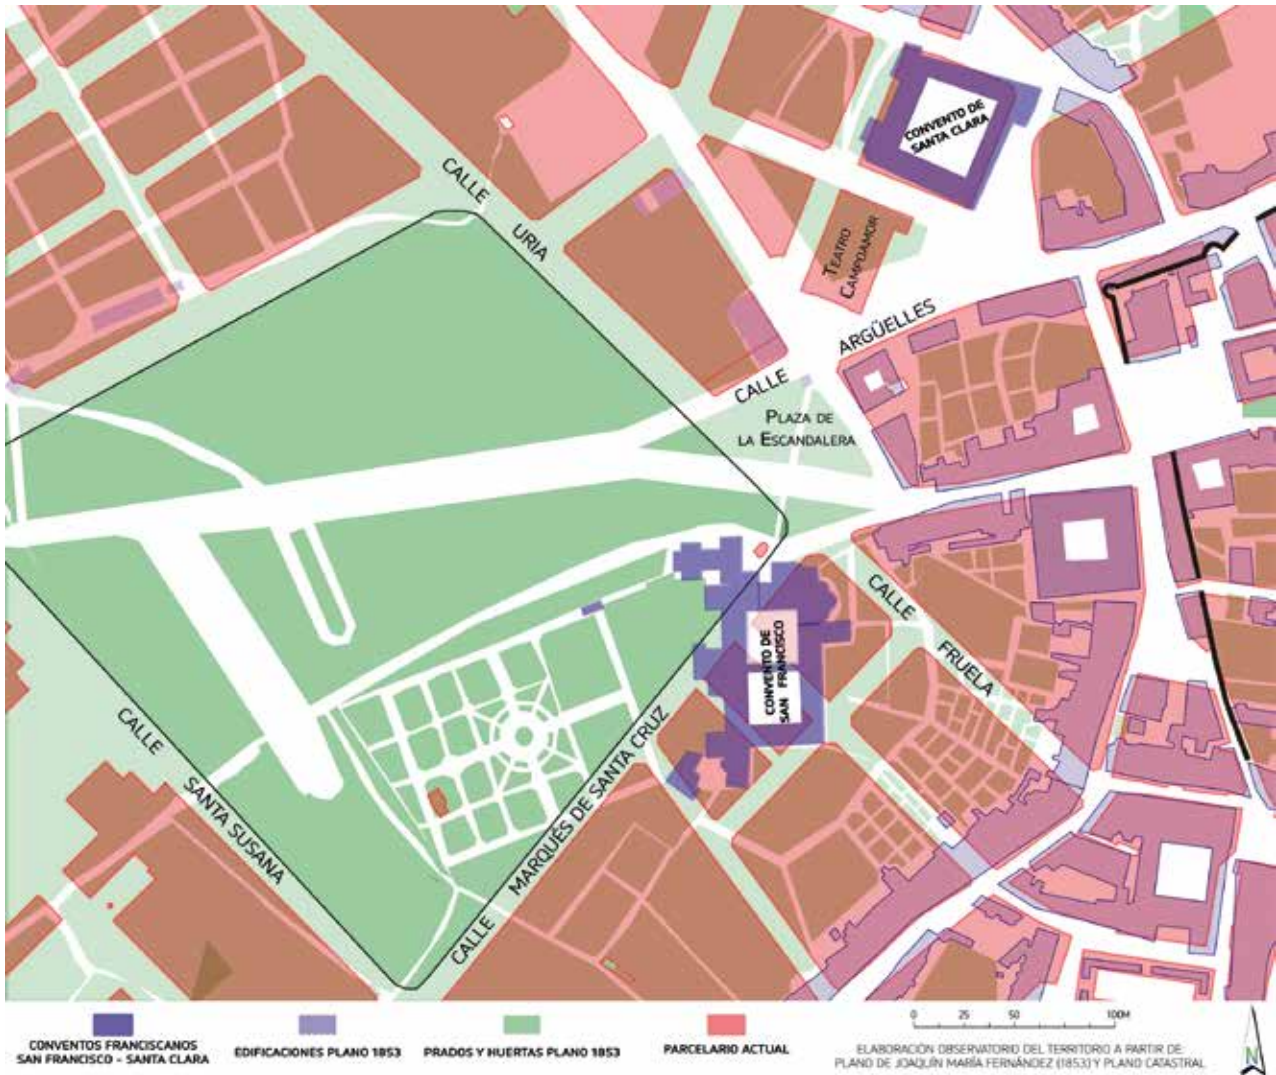 CONVENTO DE
SANTA CLARA
CALLE
URIA
TEATRO
CAMPOAMOR
ARGÜELLES
CALLE
PLAZA DE
LA ESCANDALERA
CALLE
FRUELA
CONVENTO DE
SAN FRANCISCO
CALLE
SANTA SUSANA
MARQUÉS DE SANTA CRUZ
CALLE
CONVENTOS FRANCISCANOS
SAN FRANCISCO - SANTA CLARA
EDIFICACIONES PLANO 1853
PRADOS Y HUERTAS PLANO 1853
PARCELARIO ACTUAL
0 25 50 100M
ELABORACIÓN OBSERVATORIO DEL TERRITORIO A PARTIR DE:
PLANO DE JOAQUÍN MARÍA FERNÁNDEZ (1853) Y PLANO CATASTRAL
N